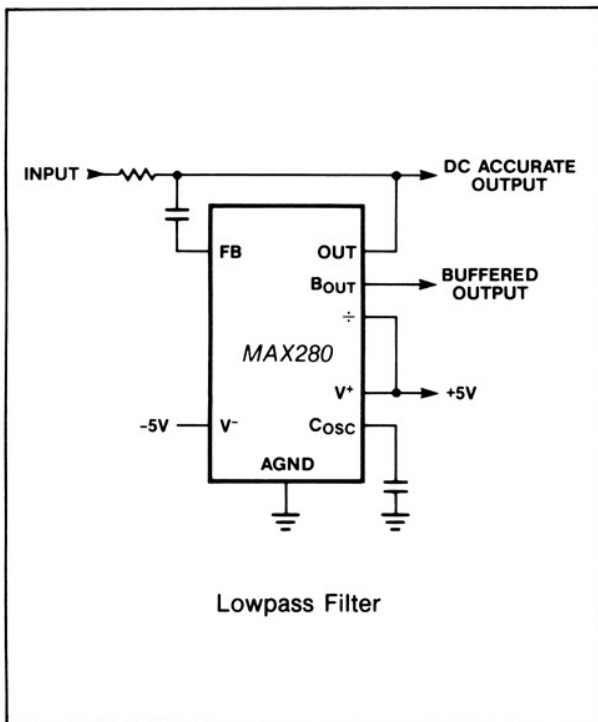 INPUT
DC ACCURATE
OUTPUT
FB
OUT
BOUT
BUFFERED
OUTPUT
÷
MAX280
-5V
V-
V+
+5V
COSC
AGND
Lowpass Filter